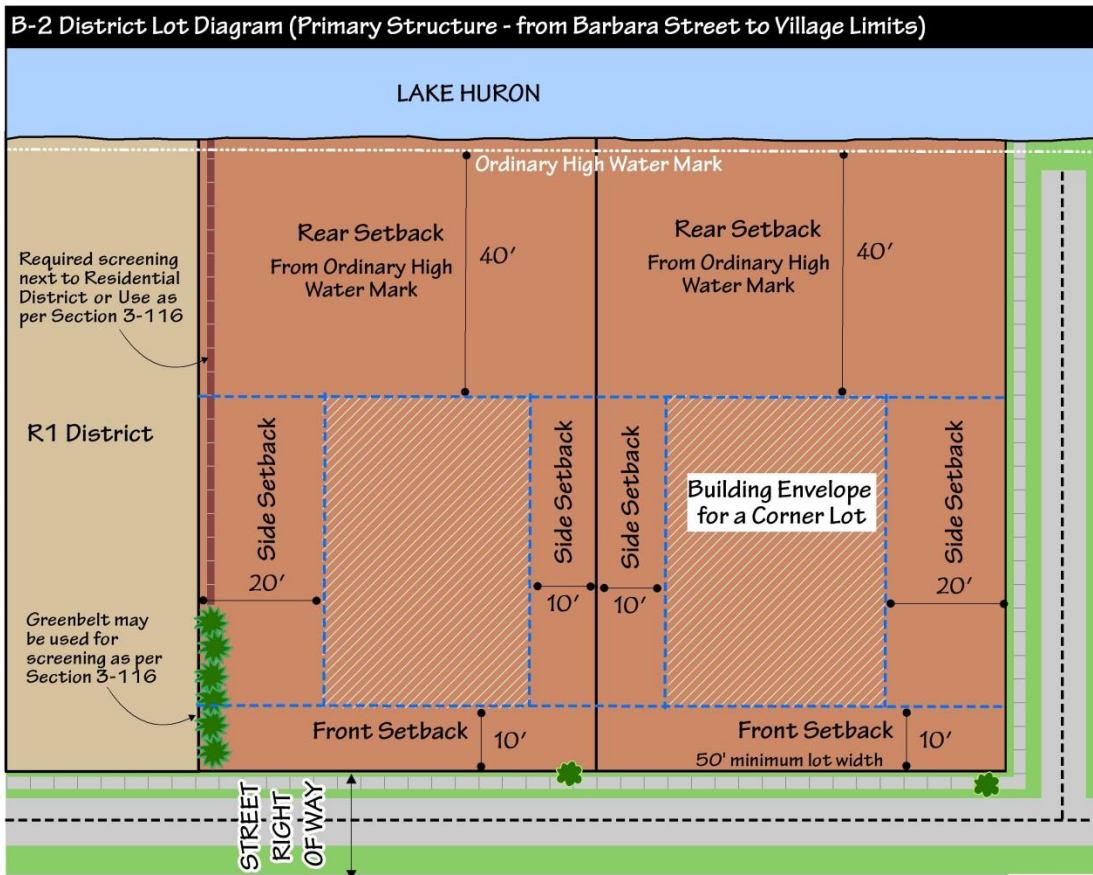 B-2 District Lot Diagram (Primary Structure - from Barbara Street to Village Limits)
LAKE HURON
Ordinary High Water Mark
Rear Setback
From Ordinary High
Water Mark
40'
Rear Setback
From Ordinary High
Water Mark
40'
Required screening
next to Residential
District or Use as
per Section 3-116
R1 District
Side Setback
20'
Side Setback
10'
Side Setback
10'
Building Envelope
for a Corner Lot
Side Setback
20'
Greenbelt may
be used for
screening as per
Section 3-116
Front Setback
10'
Front Setback
50' minimum lot width
10'
STREET
RIGHT
OF WAY